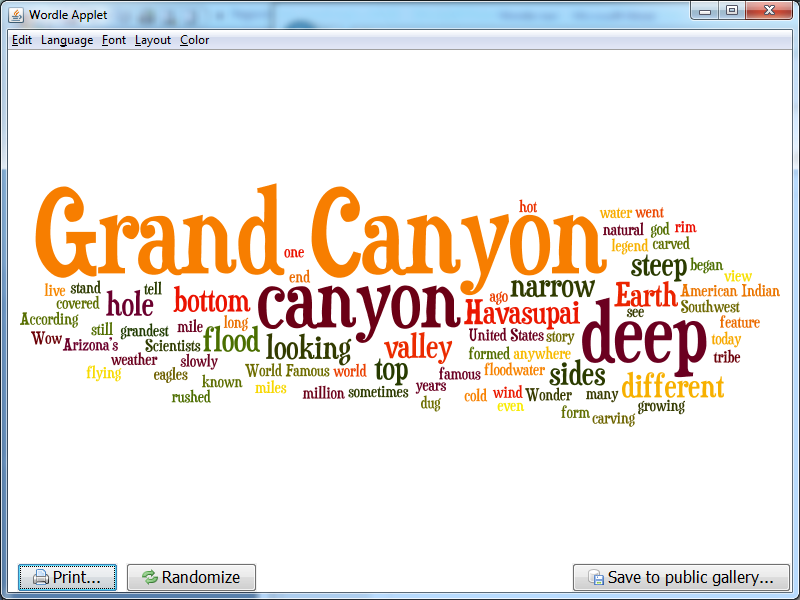 Wordle Applet
Edit Language Font Layout Color
Grand Canyon
hot
water went
natural god rim
legend carved
one
steep began
end
view
live stand tell
hole bottom canyon ago narrow Earth American Indian
covered
Havasupai see Southwest
According
long
deep feature
still grandest mile flood
Wow Arizona's Scientists looking valley United States story today
weather slowly
formed anywhere tribe
flying eagles World Famous world top famous floodwater sides
known miles
years
different
rushed million sometimes cold wind Wonder many
dug even form growing
carving
Print... Randomize Save to public gallery...